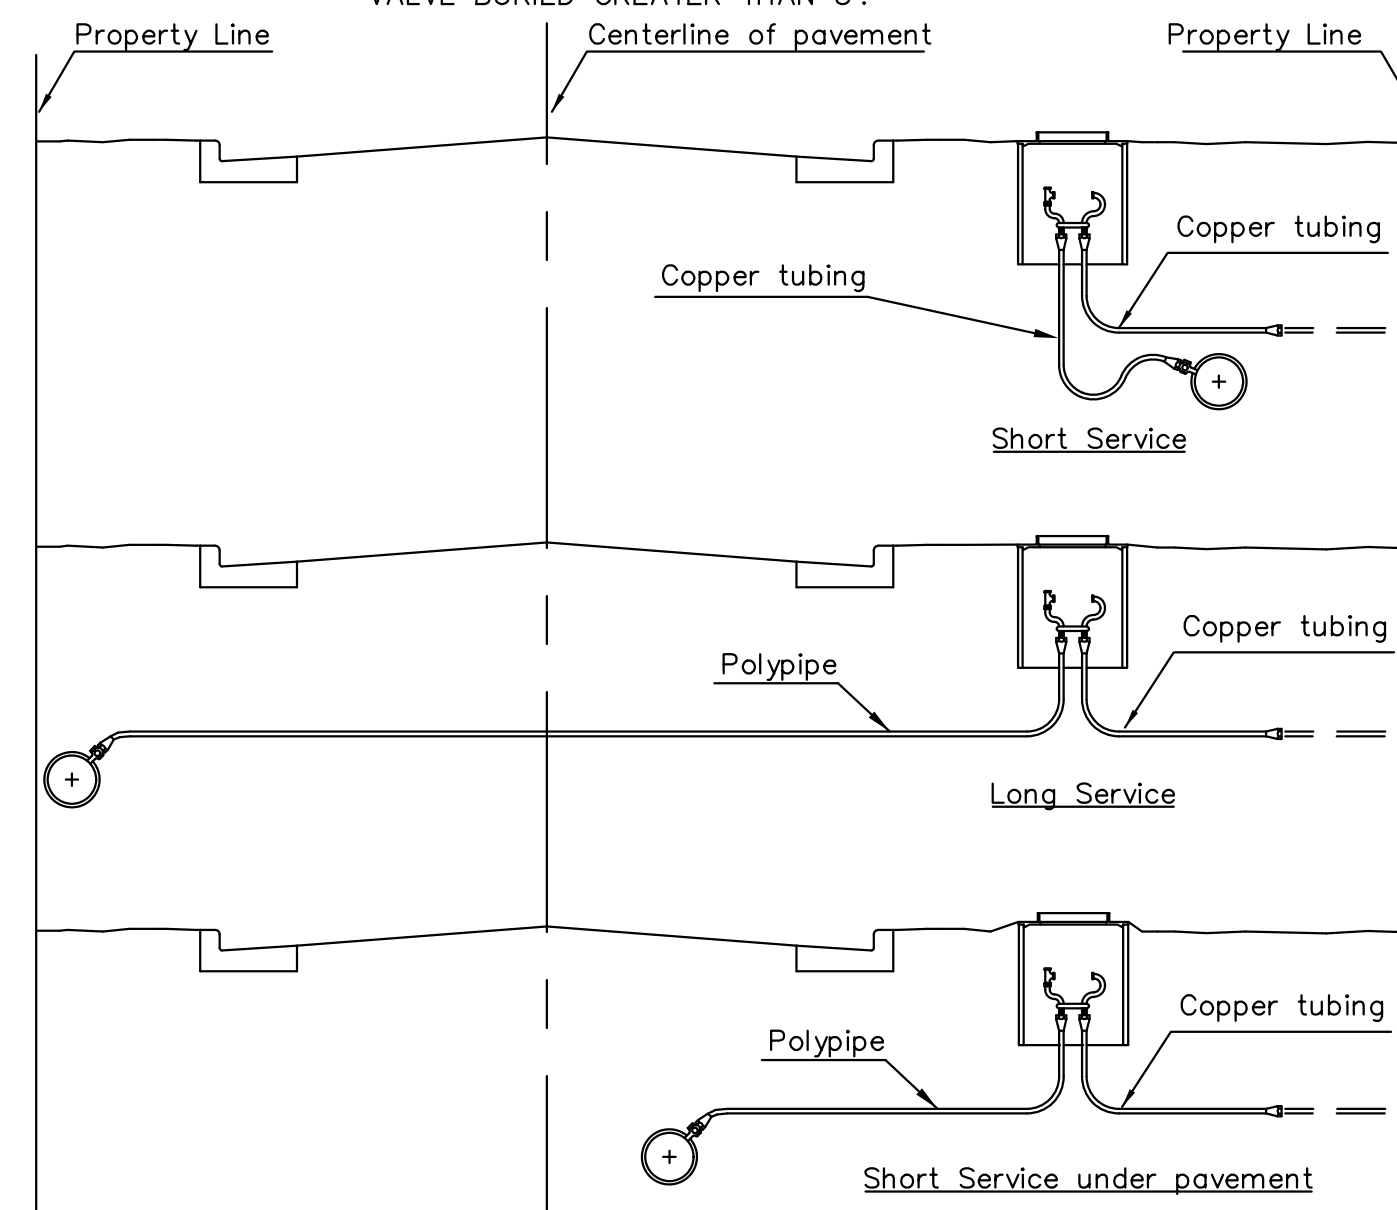 Property Line
Centerline of pavement
Property Line
Copper tubing
Copper tubing
Short Service
Copper tubing
Polypipe
Long Service
Copper tubing
Polypipe
Short Service under pavement